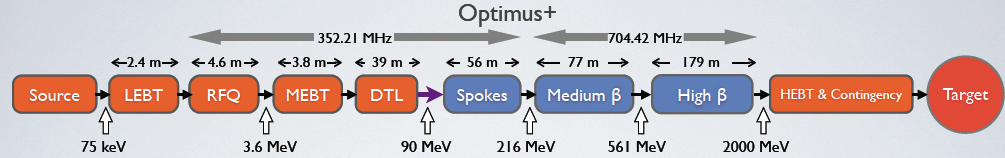 Optimus+
352.21 MHz 704.42 MHz
2.4 m 4.6 m 3.8 m 39 m 56 m 77 m 179 m
Source LEBT RFQ MEBT DTL Spokes Medium β High β HEBT & Contingency Target
75 keV 3.6 MeV 90 MeV 216 MeV 561 MeV 2000 MeV